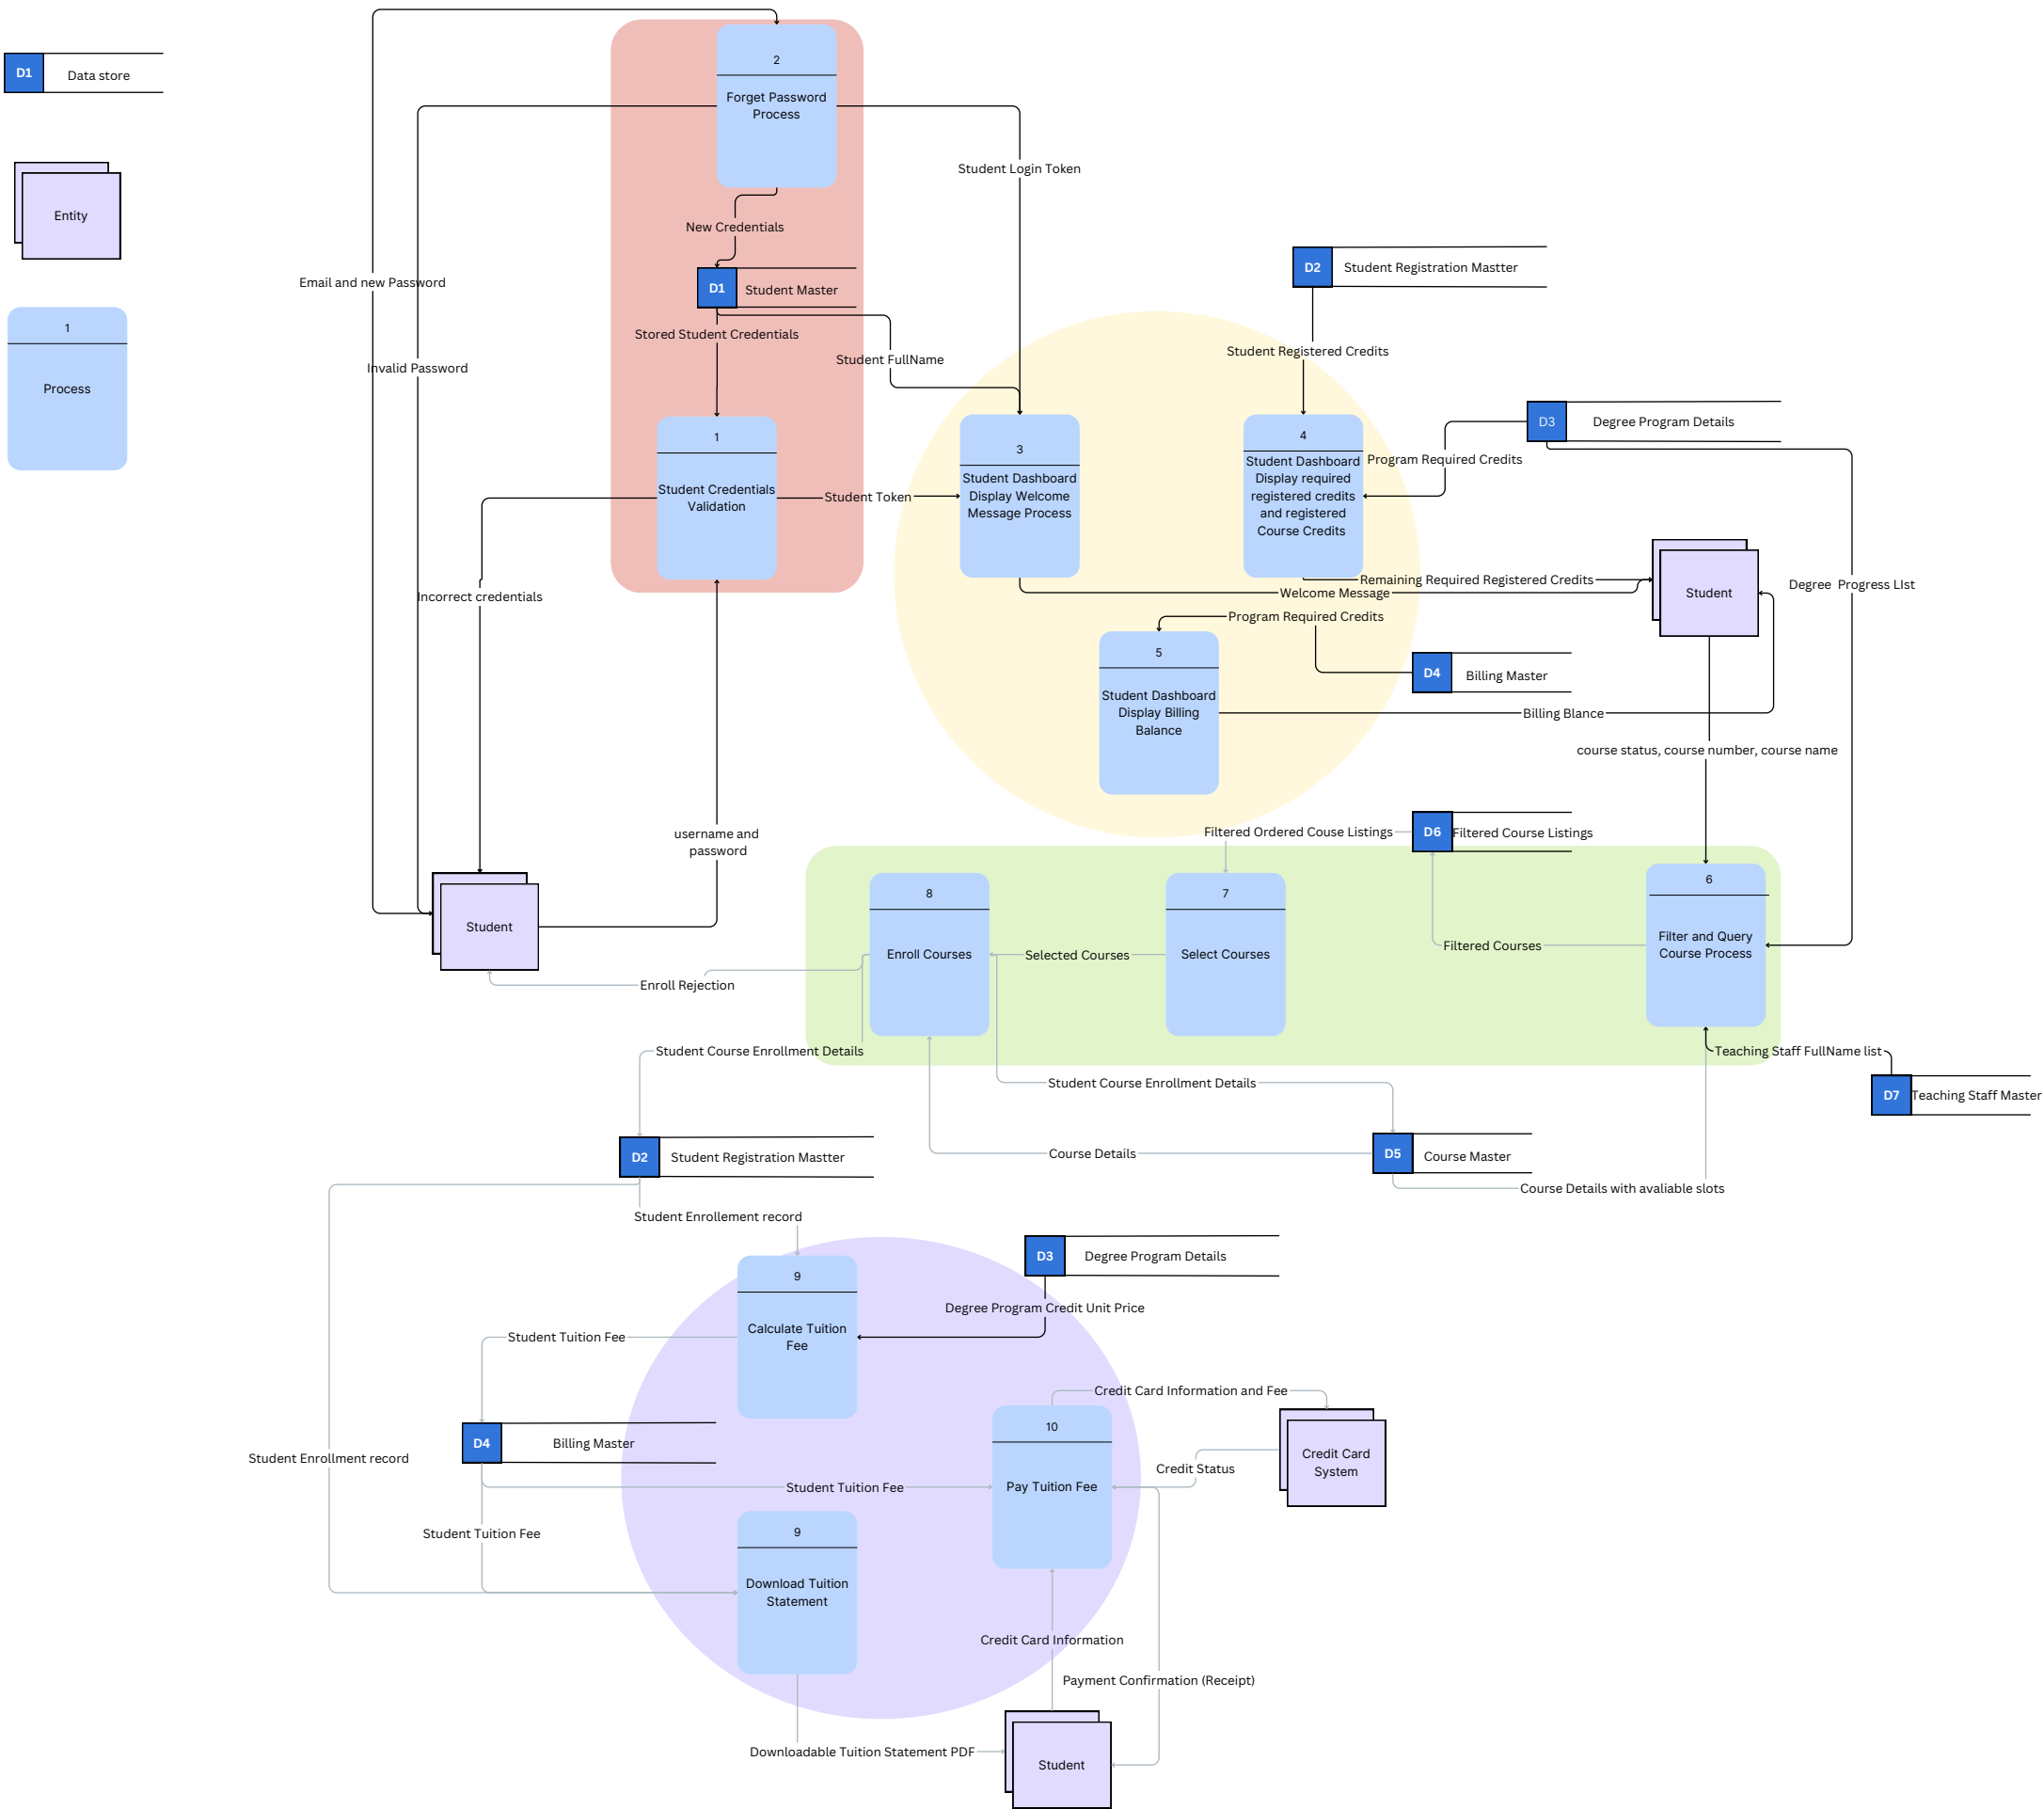 2
Forget Password
Process
D1
Data store
Student Login Token
Entity
New Credentials
D2
Student Registration Mastter
Email and new Password
D1
Student Master
1
Process
Stored Student Credentials
Student FullName
Student Registered Credits
Invalid Password
D3
Degree Program Details
1
Student Credentials
Validation
3
Student Dashboard
Display Welcome
Message Process
4
Student Dashboard
Display required
registered credits
and registered
Course Credits
Program Required Credits
Student Token
Incorrect credentials
Remaining Required Registered Credits
Welcome Message
Student
Degree  Progress LIst
Program Required Credits
5
Student Dashboard
Display Billing
Balance
D4
Billing Master
Billing Blance
course status, course number, course name
username and
password
Filtered Ordered Couse Listings
D6
Filtered Course Listings
Student
8
Enroll Courses
Selected Courses
7
Select Courses
Filtered Courses
6
Filter and Query
Course Process
Enroll Rejection
Student Course Enrollment Details
Teaching Staff FullName list
Student Course Enrollment Details
D7
Teaching Staff Master
D2
Student Registration Mastter
Course Details
D5
Course Master
Course Details with avaliable slots
Student Enrollement record
D3
Degree Program Details
9
Calculate Tuition
Fee
Degree Program Credit Unit Price
Student Tuition Fee
Credit Card Information and Fee
D4
Billing Master
10
Pay Tuition Fee
Credit Card
System
Student Enrollment record
Credit Status
Student Tuition Fee
Student Tuition Fee
9
Download Tuition
Statement
Credit Card Information
Payment Confirmation (Receipt)
Downloadable Tuition Statement PDF
Student